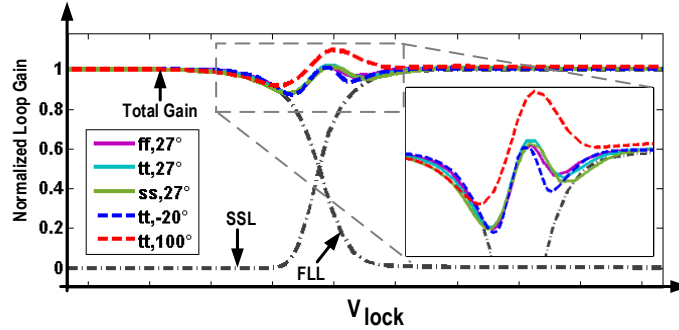 Normalized Loop Gain
1
0.8
0.6
0.4
0.2
0
Total Gain
ff,27°
tt,27°
ss,27°
tt,-20°
tt,100°
SSL
FLL
Vlock